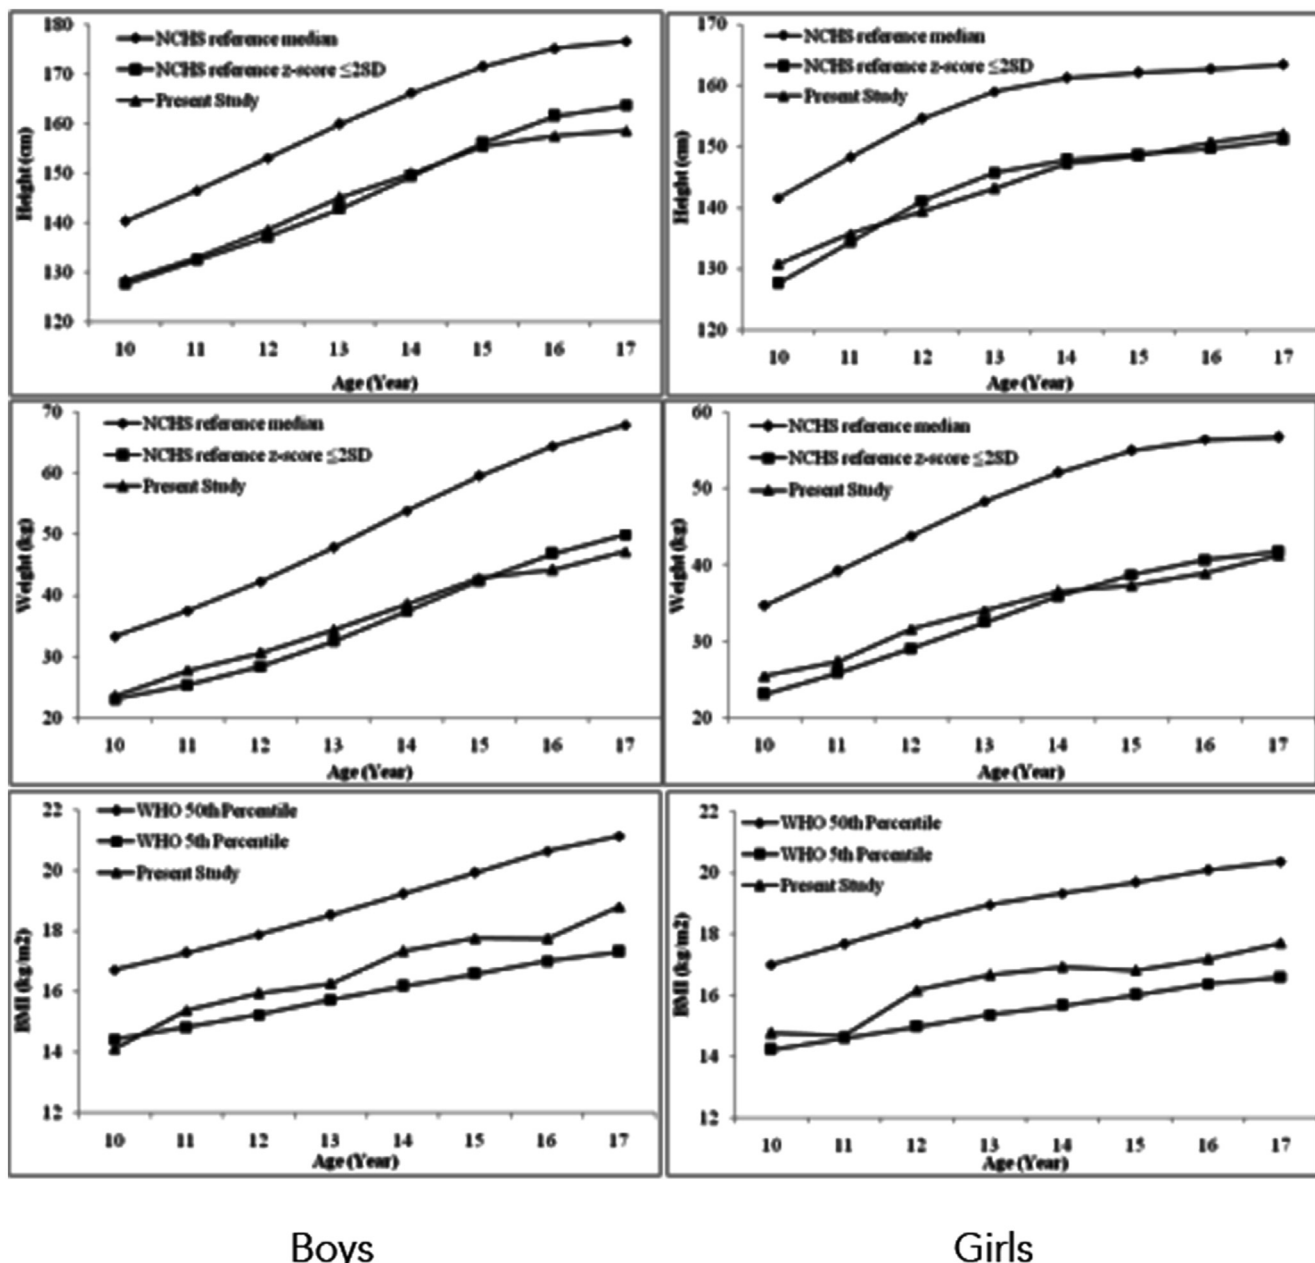 180
170
160
150
140
130
120
Height (cm)
NCHS reference median
NCHS reference z-score ≤2SD
Present Study
10 11 12 13 14 15 16 17
Age (Year)
170
160
150
140
130
120
Height (cm)
NCHS reference median
NCHS reference z-score ≤2SD
Present Study
10 11 12 13 14 15 16 17
Age (Year)
70
60
50
40
30
20
Weight (kg)
NCHS reference median
NCHS reference z-score ≤2SD
Present Study
10 11 12 13 14 15 16 17
Age (Year)
60
50
40
30
20
Weight (kg)
NCHS reference median
NCHS reference z-score ≤2SD
Present Study
10 11 12 13 14 15 16 17
Age (Year)
22
20
18
16
14
12
BMI (kg/m2)
WHO 50th Percentile
WHO 5th Percentile
Present Study
10 11 12 13 14 15 16 17
Age (Year)
22
20
18
16
14
12
BMI (kg/m2)
WHO 50th Percentile
WHO 5th Percentile
Present Study
10 11 12 13 14 15 16 17
Age (Year)
Boys
Girls